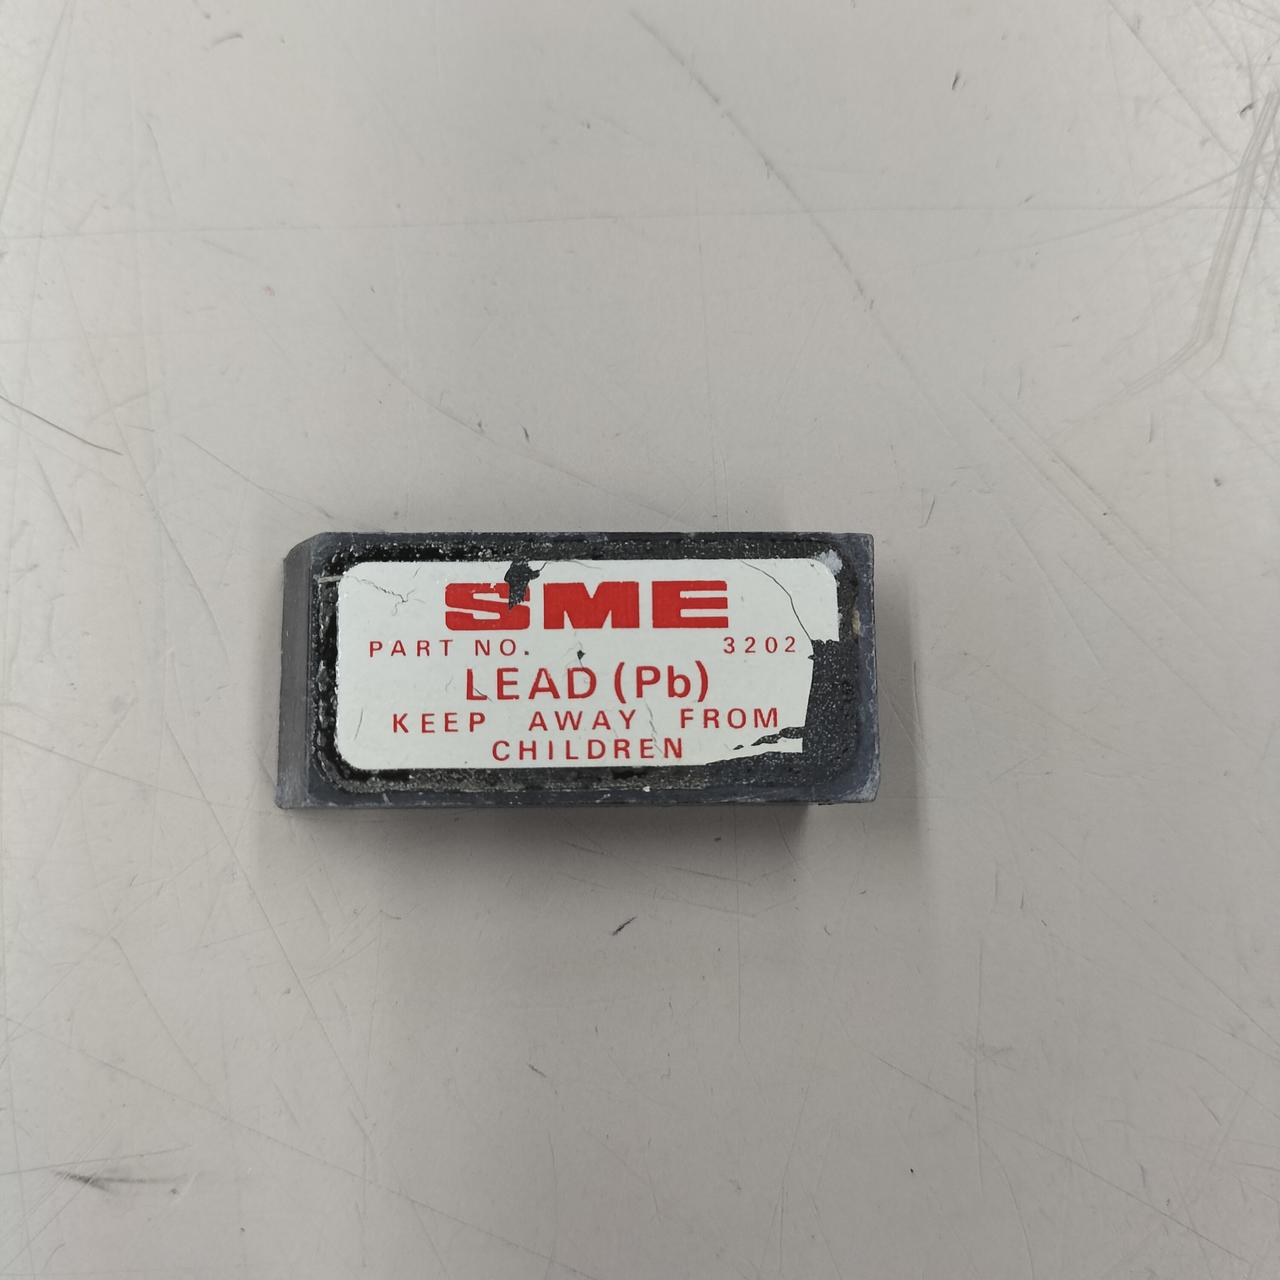 SME
PART NO. 3202
LEAD (Pb)
KEEP AWAY FROM
CHILDREN